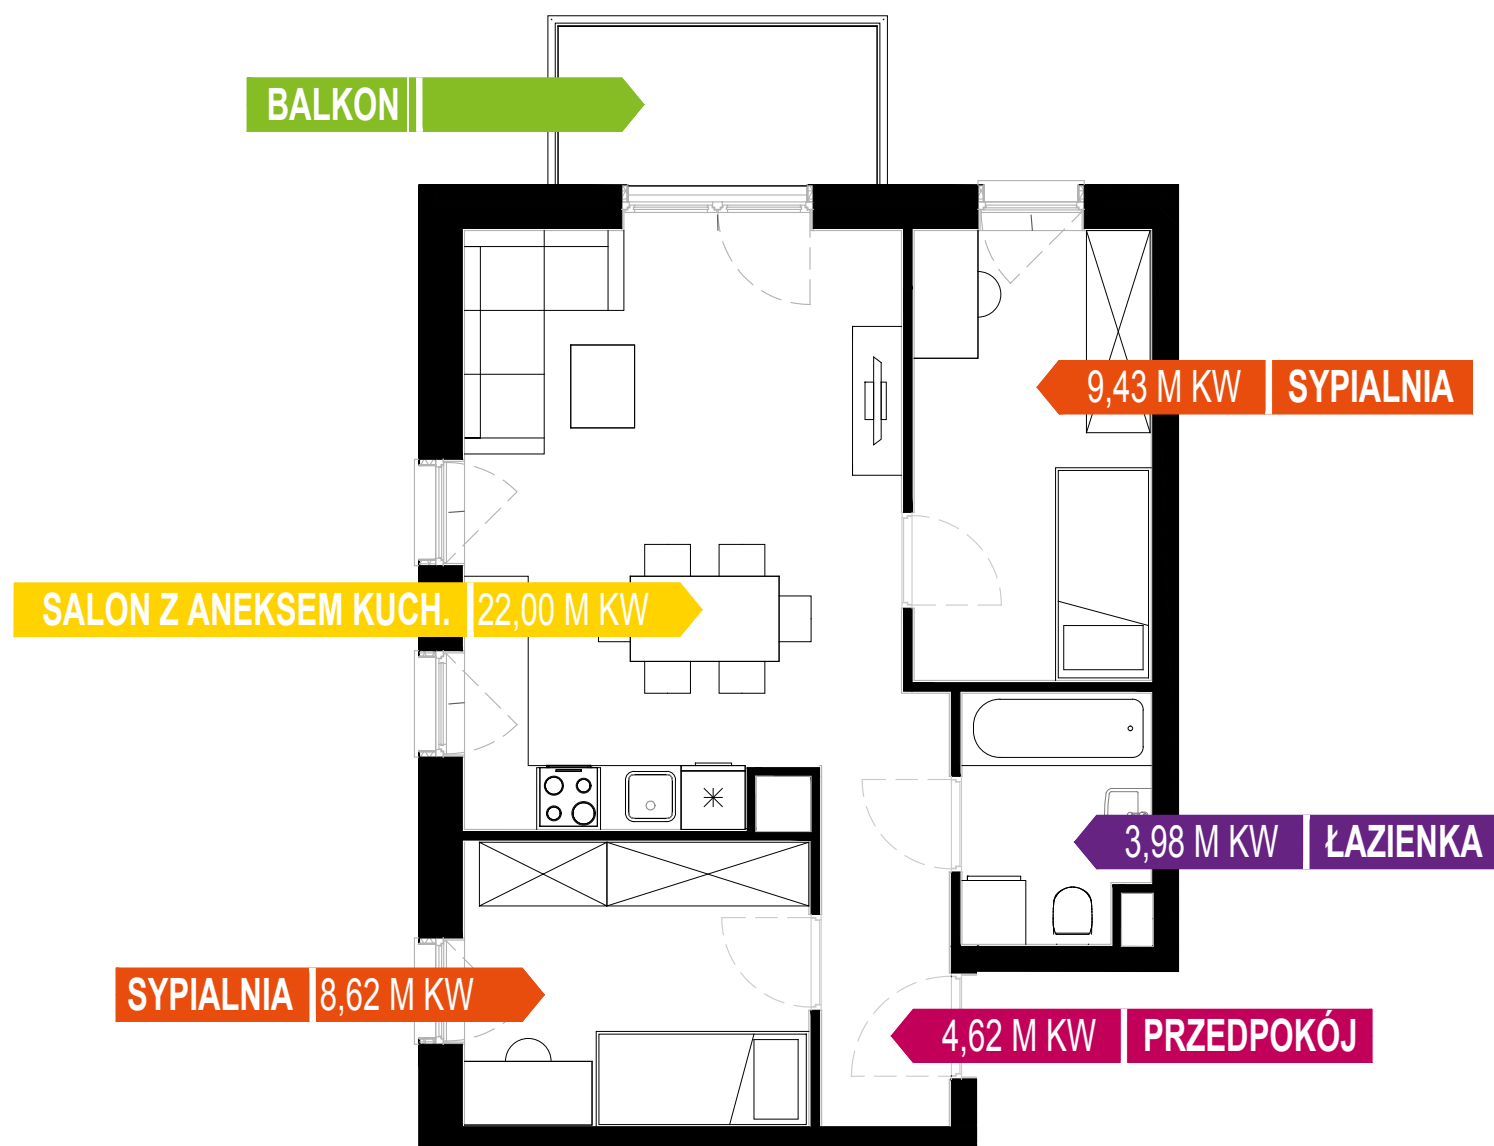 BALKON
9,43 M KW SYPIALNIA
SALON Z ANEKSEM KUCH. 22,00 M KW
3,98 M KW ŁAZIENKA
SYPIALNIA 8,62 M KW
4,62 M KW PRZEDPOKÓJ